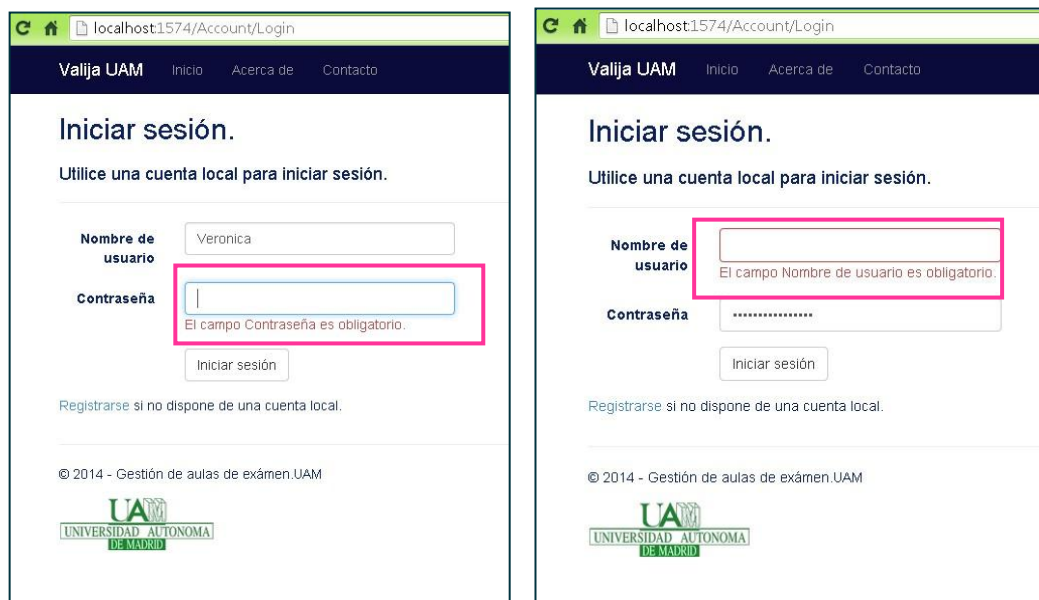 localhost:1574/Account/Login
Valija UAM Inicio Acerca de Contacto
Iniciar sesión.
Utilice una cuenta local para iniciar sesión.
Nombre de usuario
Veronica
Contraseña
El campo Contraseña es obligatorio.
Iniciar sesión
Registrarse si no dispone de una cuenta local.
© 2014 - Gestión de aulas de exámen.UAM
UAM
UNIVERSIDAD AUTONOMA
DE MADRID
localhost:1574/Account/Login
Valija UAM Inicio Acerca de Contacto
Iniciar sesión.
Utilice una cuenta local para iniciar sesión.
Nombre de usuario
El campo Nombre de usuario es obligatorio.
Contraseña
••••••••••••••••
Iniciar sesión
Registrarse si no dispone de una cuenta local.
© 2014 - Gestión de aulas de exámen.UAM
UAM
UNIVERSIDAD AUTONOMA
DE MADRID